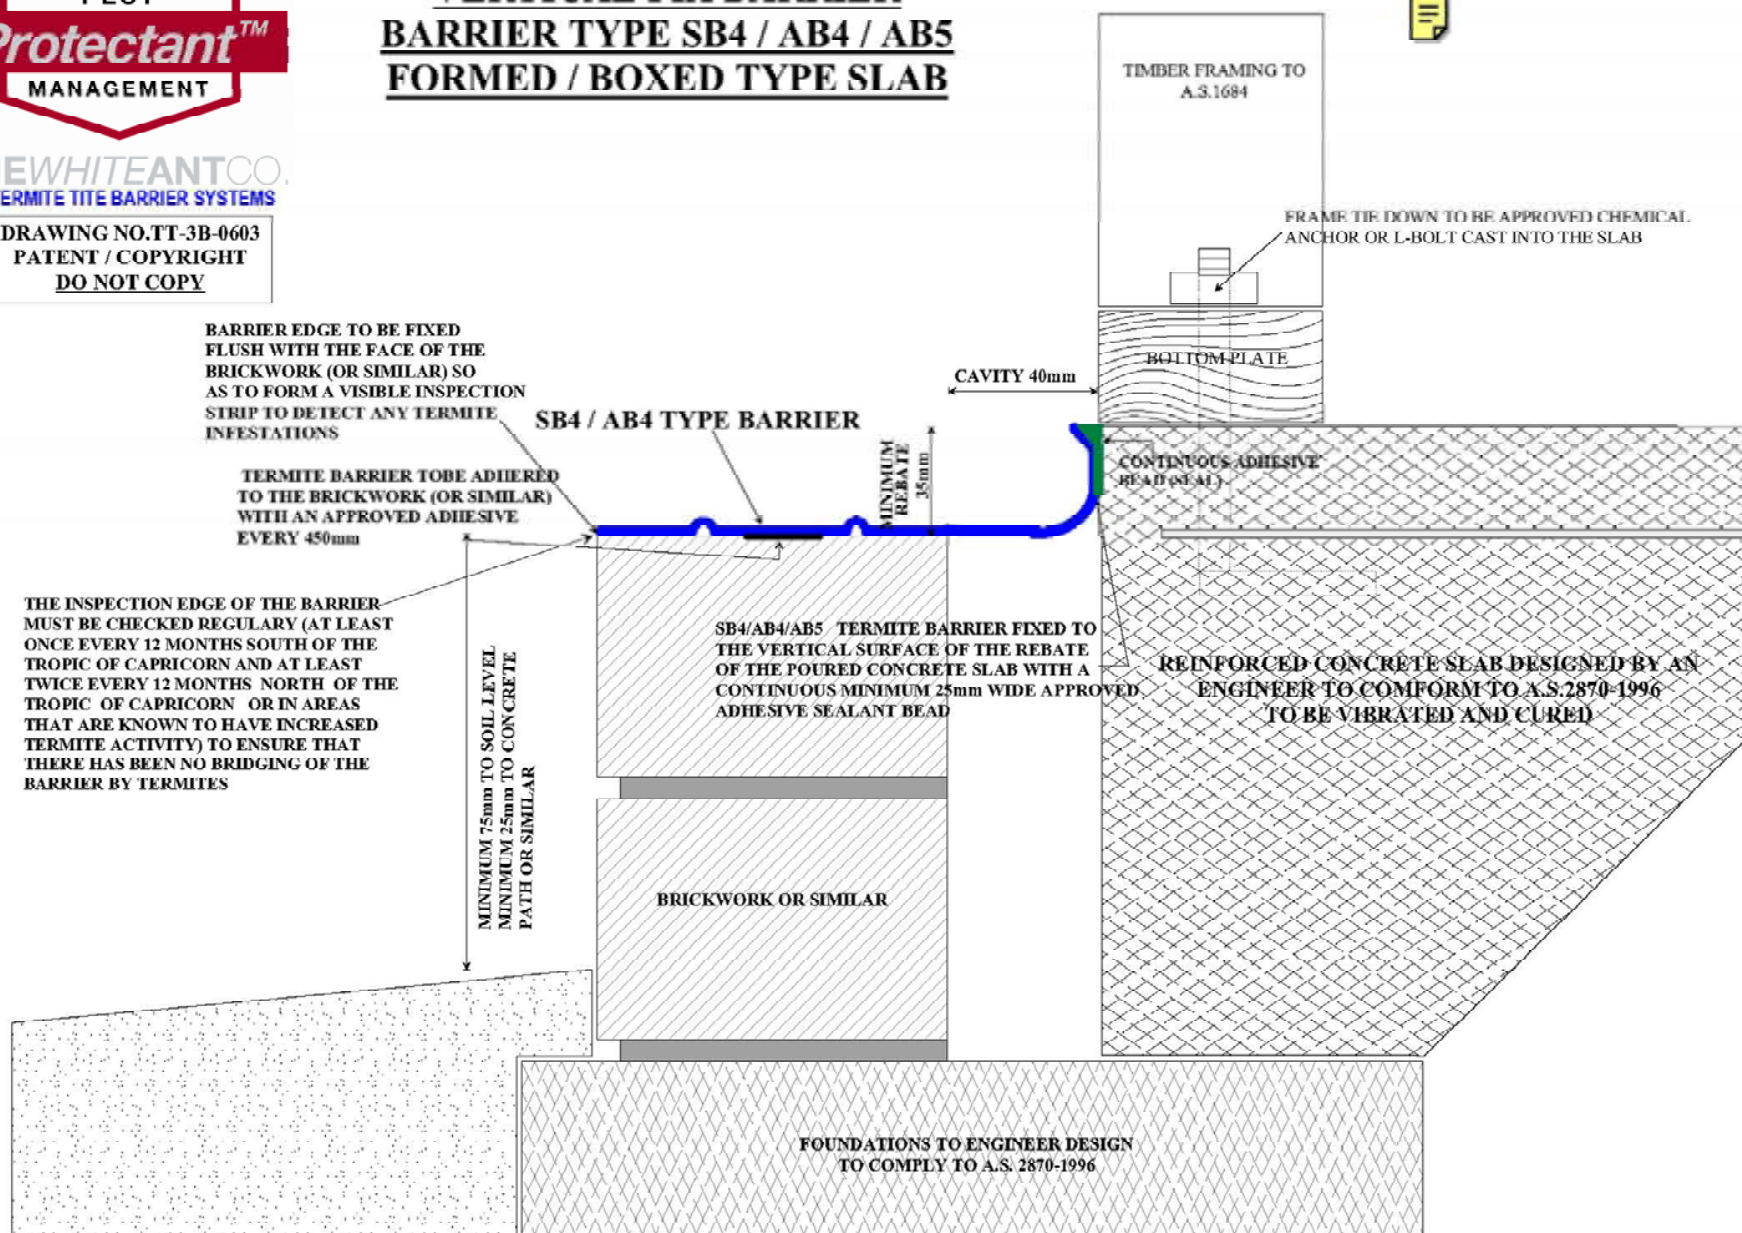 Protectant™
MANAGEMENT
EWHITEANTCO.
ERMITE TITE BARRIER SYSTEMS
DRAWING NO.TT-3B-0603
PATENT / COPYRIGHT
DO NOT COPY
BARRIER TYPE SB4 / AB4 / AB5
FORMED / BOXED TYPE SLAB
TIMBER FRAMING TO
A.S.1684
FRAME TIE DOWN TO BE APPROVED CHEMICAL
ANCHOR OR L-BOLT CAST INTO THE SLAB
BARRIER EDGE TO BE FIXED
FLUSH WITH THE FACE OF THE
BRICKWORK (OR SIMILAR) SO
AS TO FORM A VISIBLE INSPECTION
STRIP TO DETECT ANY TERMITE
INFESTATIONS
SB4 / AB4 TYPE BARRIER
CAVITY 40mm
BOTTOM PLATE
MINIMUM
REBATE
35mm
CONTINUOUS ADHESIVE
BEAD (SEAL)
TERMITE BARRIER TOBE ADHERED
TO THE BRICKWORK (OR SIMILAR)
WITH AN APPROVED ADHESIVE
EVERY 450mm
THE INSPECTION EDGE OF THE BARRIER
MUST BE CHECKED REGULARY (AT LEAST
ONCE EVERY 12 MONTHS SOUTH OF THE
TROPIC OF CAPRICORN AND AT LEAST
TWICE EVERY 12 MONTHS NORTH OF THE
TROPIC OF CAPRICORN OR IN AREAS
THAT ARE KNOWN TO HAVE INCREASED
TERMITE ACTIVITY) TO ENSURE THAT
THERE HAS BEEN NO BRIDGING OF THE
BARRIER BY TERMITES
MINIMUM 75mm TO SOIL LEVEL
MINIMUM 25mm TO CONCRETE
PATH OR SIMILAR
SB4/AB4/AB5 TERMITE BARRIER FIXED TO
THE VERTICAL SURFACE OF THE REBATE
OF THE POURED CONCRETE SLAB WITH A
CONTINUOUS MINIMUM 25mm WIDE APPROVED
ADHESIVE SEALANT BEAD
REINFORCED CONCRETE SLAB DESIGNED BY AN
ENGINEER TO COMFORM TO A.S.2870-1996
TO BE VIBRATED AND CURED
BRICKWORK OR SIMILAR
FOUNDATIONS TO ENGINEER DESIGN
TO COMPLY TO A.S. 2870-1996